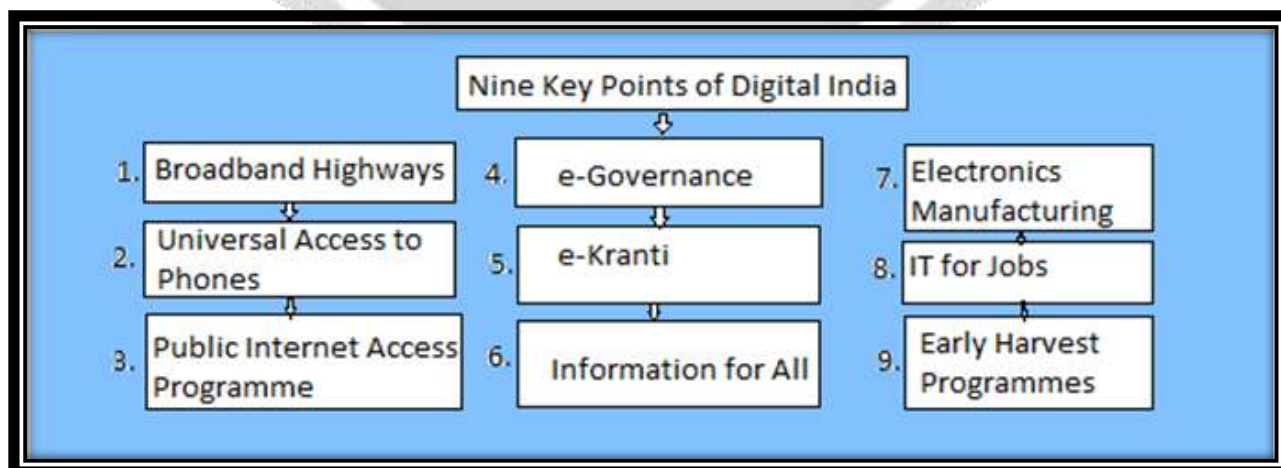 Nine Key Points of Digital India
1. Broadband Highways
2. Universal Access to
Phones
3. Public Internet Access
Programme
4. e-Governance
5. e-Kranti
6. Information for All
7. Electronics
Manufacturing
8. IT for Jobs
9. Early Harvest
Programmes